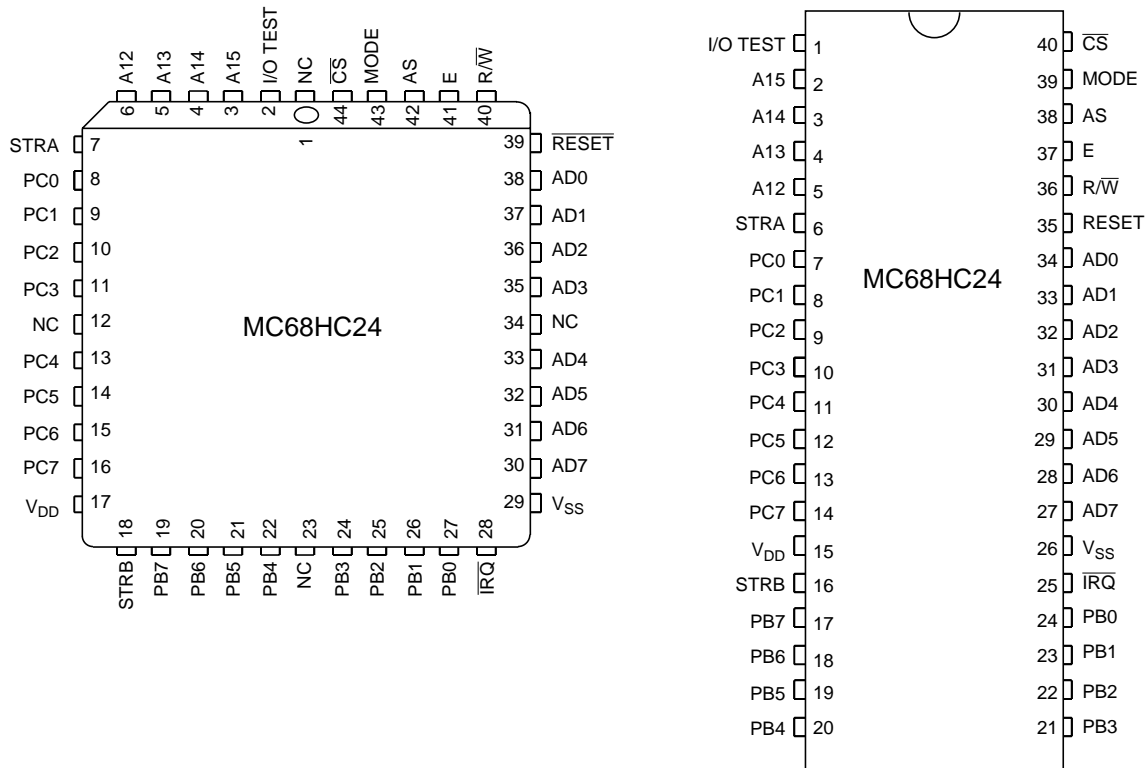 A12
A13
A14
A15
I/O TEST
NC
C̅S̅
MODE
AS
E
R/W̅
6
5
4
3
2
1
44
43
42
41
40
STRA 7
PC0 8
PC1 9
PC2 10
PC3 11
NC 12
PC4 13
PC5 14
PC6 15
PC7 16
VDD 17
MC68HC24
39 R̅E̅S̅E̅T̅
38 AD0
37 AD1
36 AD2
35 AD3
34 NC
33 AD4
32 AD5
31 AD6
30 AD7
29 VSS
18
19
20
21
22
23
24
25
26
27
28
STRB
PB7
PB6
PB5
PB4
NC
PB3
PB2
PB1
PB0
I̅R̅Q̅
I/O TEST 1
A15 2
A14 3
A13 4
A12 5
STRA 6
PC0 7
PC1 8
PC2 9
PC3 10
PC4 11
PC5 12
PC6 13
PC7 14
VDD 15
STRB 16
PB7 17
PB6 18
PB5 19
PB4 20
MC68HC24
40 C̅S̅
39 MODE
38 AS
37 E
36 R/W̅
35 RESET
34 AD0
33 AD1
32 AD2
31 AD3
30 AD4
29 AD5
28 AD6
27 AD7
26 VSS
25 I̅R̅Q̅
24 PB0
23 PB1
22 PB2
21 PB3